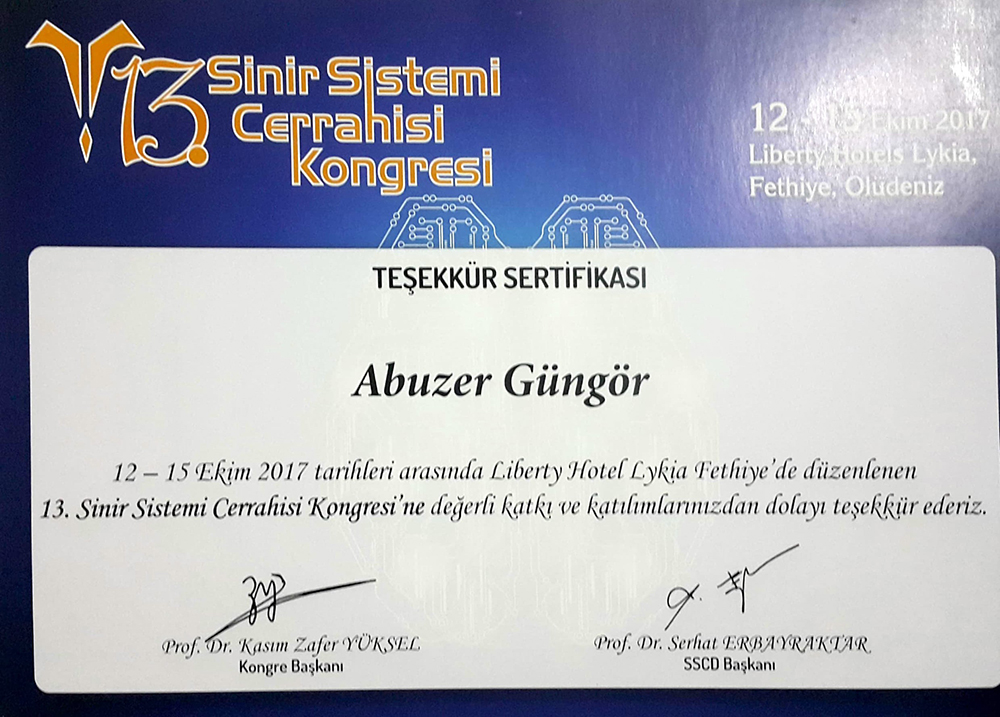 13. Sinir Sistemi
Cerrahisi
Kongresi
12 - 15 Ekim 2017
Liberty Hotels Lykia,
Fethiye, Ölüdeniz
TEŞEKKÜR SERTİFİKASI
Abuzer Güngör
12 – 15 Ekim 2017 tarihleri arasında Liberty Hotel Lykia Fethiye'de düzenlenen
13. Sinir Sistemi Cerrahisi Kongresi'ne değerli katkı ve katılımlarınızdan dolayı teşekkür ederiz.
Prof. Dr. Kasım Zafer YÜKSEL
Kongre Başkanı
Prof. Dr. Serhat ERBAYRAKTAR
SSCD Başkanı